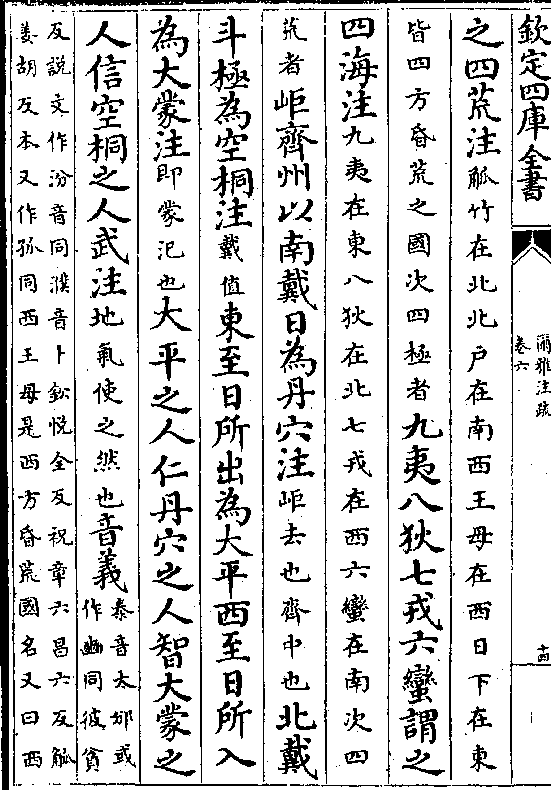 欽定四庫全書
爾雅注疏
卷六
十四
之四荒注觚竹在北北户在南西王母在西日下在東
皆四方昏荒之國次四極者九夷八狄七戎六蠻謂之
四海注九夷在東八狄在北七戎在西六蠻在南次四
荒者岠齊州以南戴日為丹穴注岠去也齊中也北戴
斗極為空桐注戴值東至日所出為大平西至日所入
為大蒙注即蒙汜也大平之人仁丹穴之人智大蒙之
人信空桐之人武注地氣使之然也音義泰音太邠或
作豳同彼貧
反說文作汾音同濮音卜鈆悅全反祝章六昌六反觚
姜胡反本又作孤同西王母是西方昏荒國名又曰西